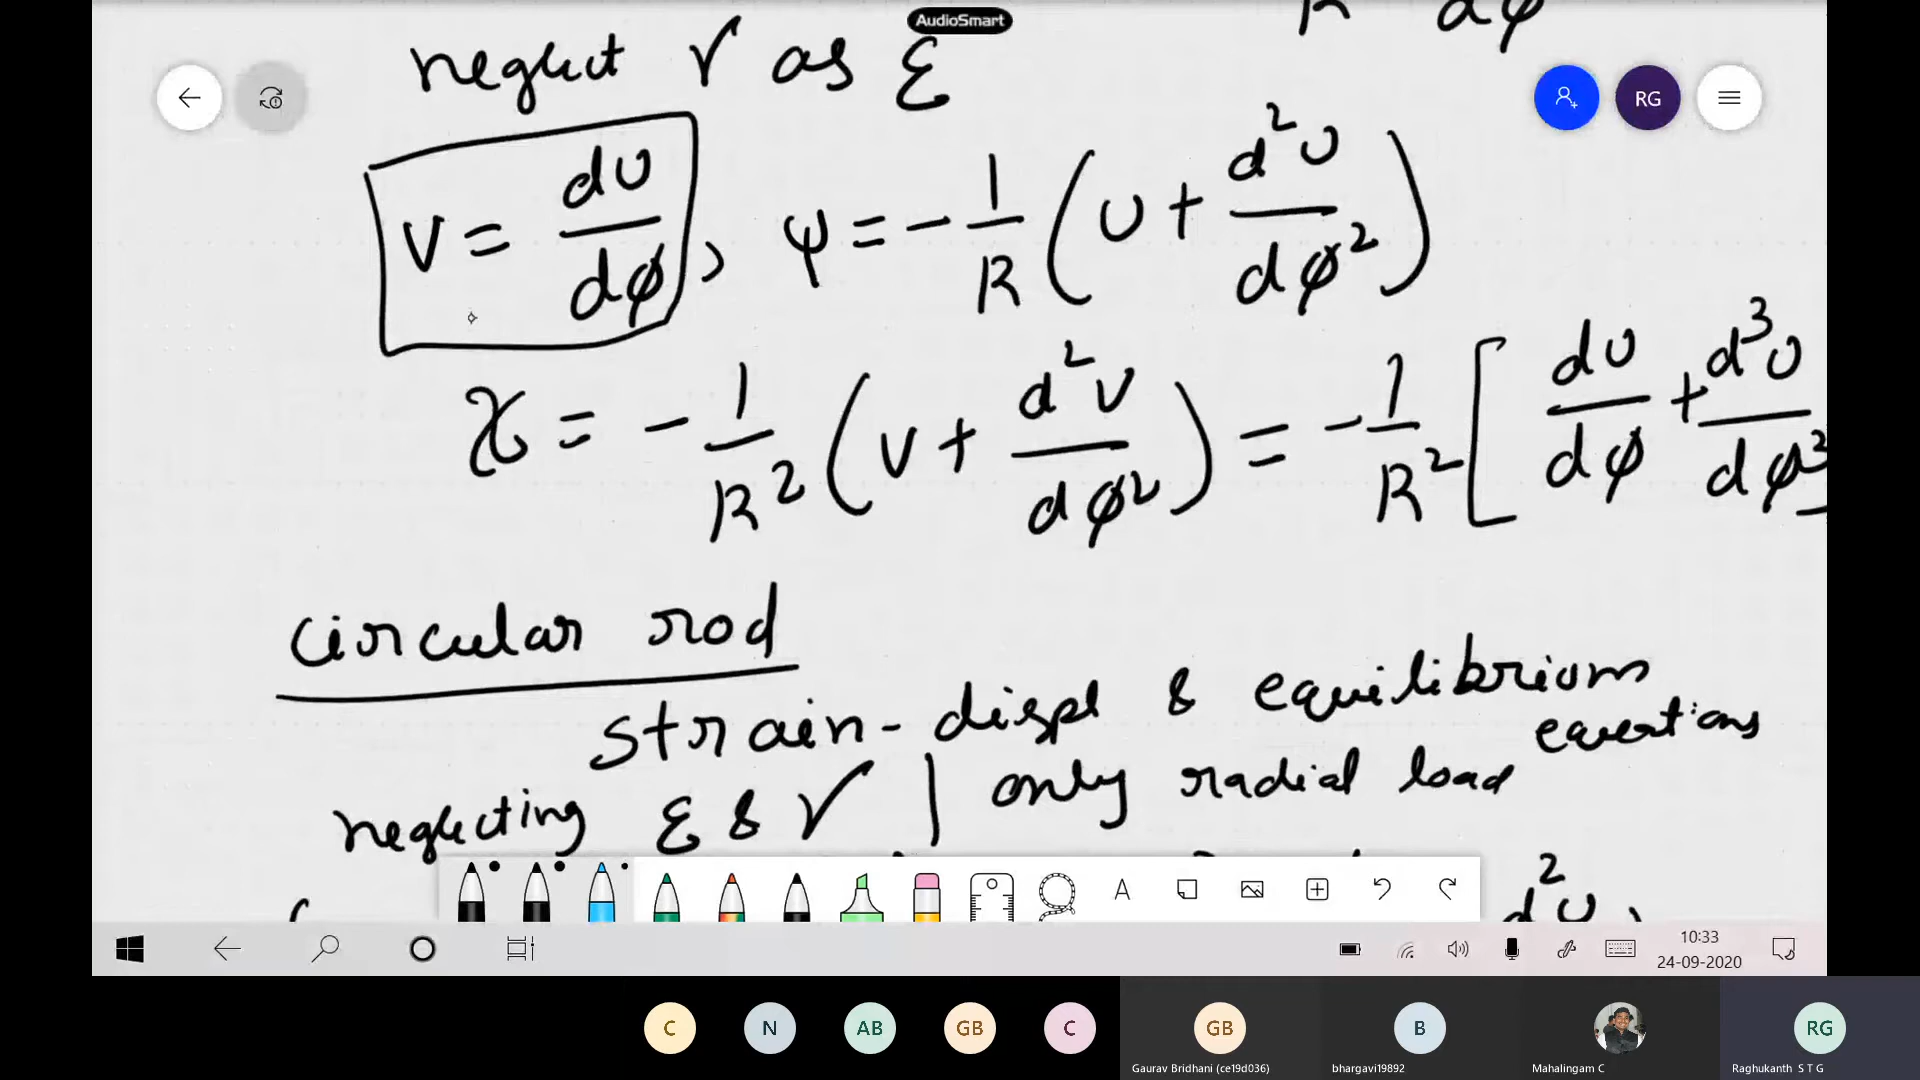 AudioSmart
R dφ
neglect γ as ε
RG
v = du/dφ, ψ = -1/R (u + d²u/dφ²)
χ = -1/R² (v + d²v/dφ²) = -1/R² [du/dφ + d³u/dφ³
circular rod
strain-displ & equilibrium
equations
neglecting ε & γ | only radial load
d²u
A
10:33
24-09-2020
C N AB GB C GB B RG
Gaurav Bridhani (ce19d036) bhargavi19892 Mahalingam C Raghukanth S T G